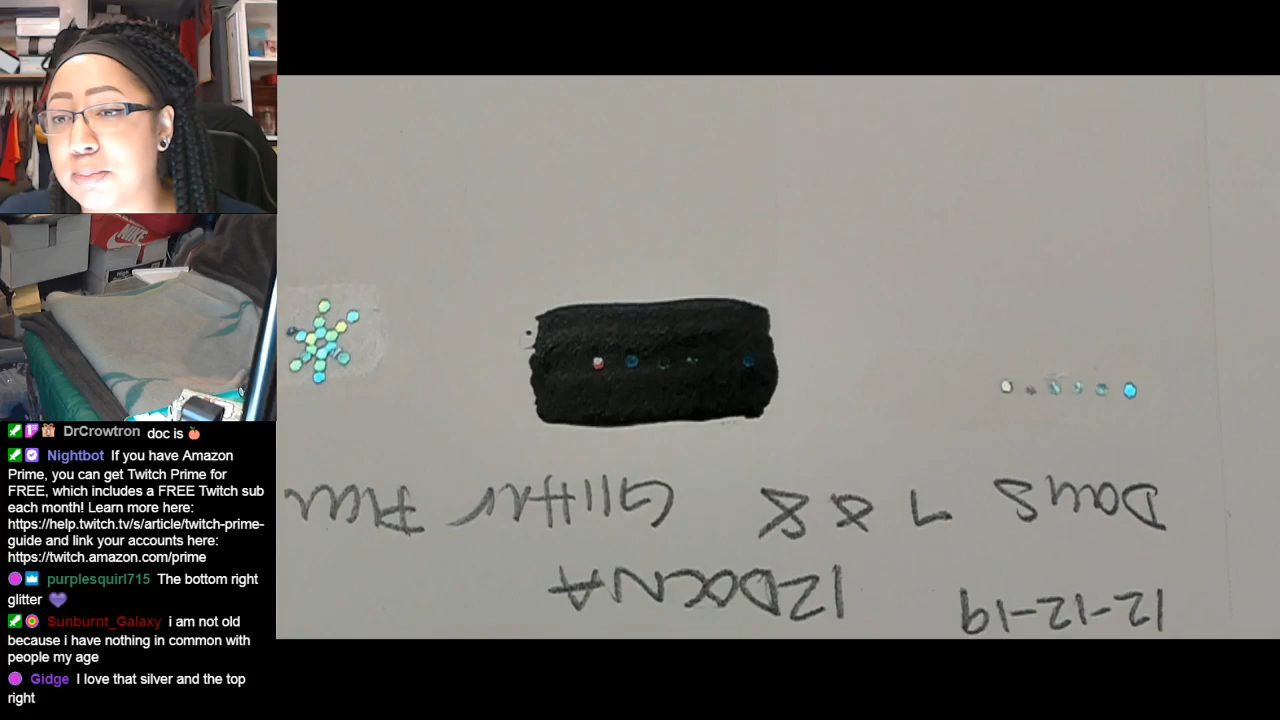 DrCrowtron doc is
Nightbot If you have Amazon
Prime, you can get Twitch Prime for
FREE, which includes a FREE Twitch sub
each month! Learn more here:
https://help.twitch.tv/s/article/twitch-prime-
guide and link your accounts here:
https://twitch.amazon.com/prime
purplesquirl715 The bottom right
glitter
Sunburnt_Galaxy i am not old
because i have nothing in common with
people my age
Gidge I love that silver and the top
right
12-12-19 12DOCNA
Days 7 & 8 Glitter